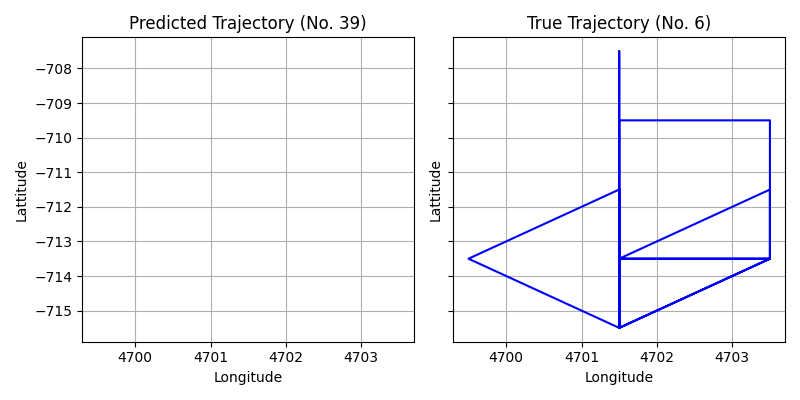 Predicted Trajectory (No. 39)
True Trajectory (No. 6)
−708
−709
−710
−711
−712
−713
−714
−715
Lattitude
Lattitude
4700 4701 4702 4703
4700 4701 4702 4703
Longitude
Longitude